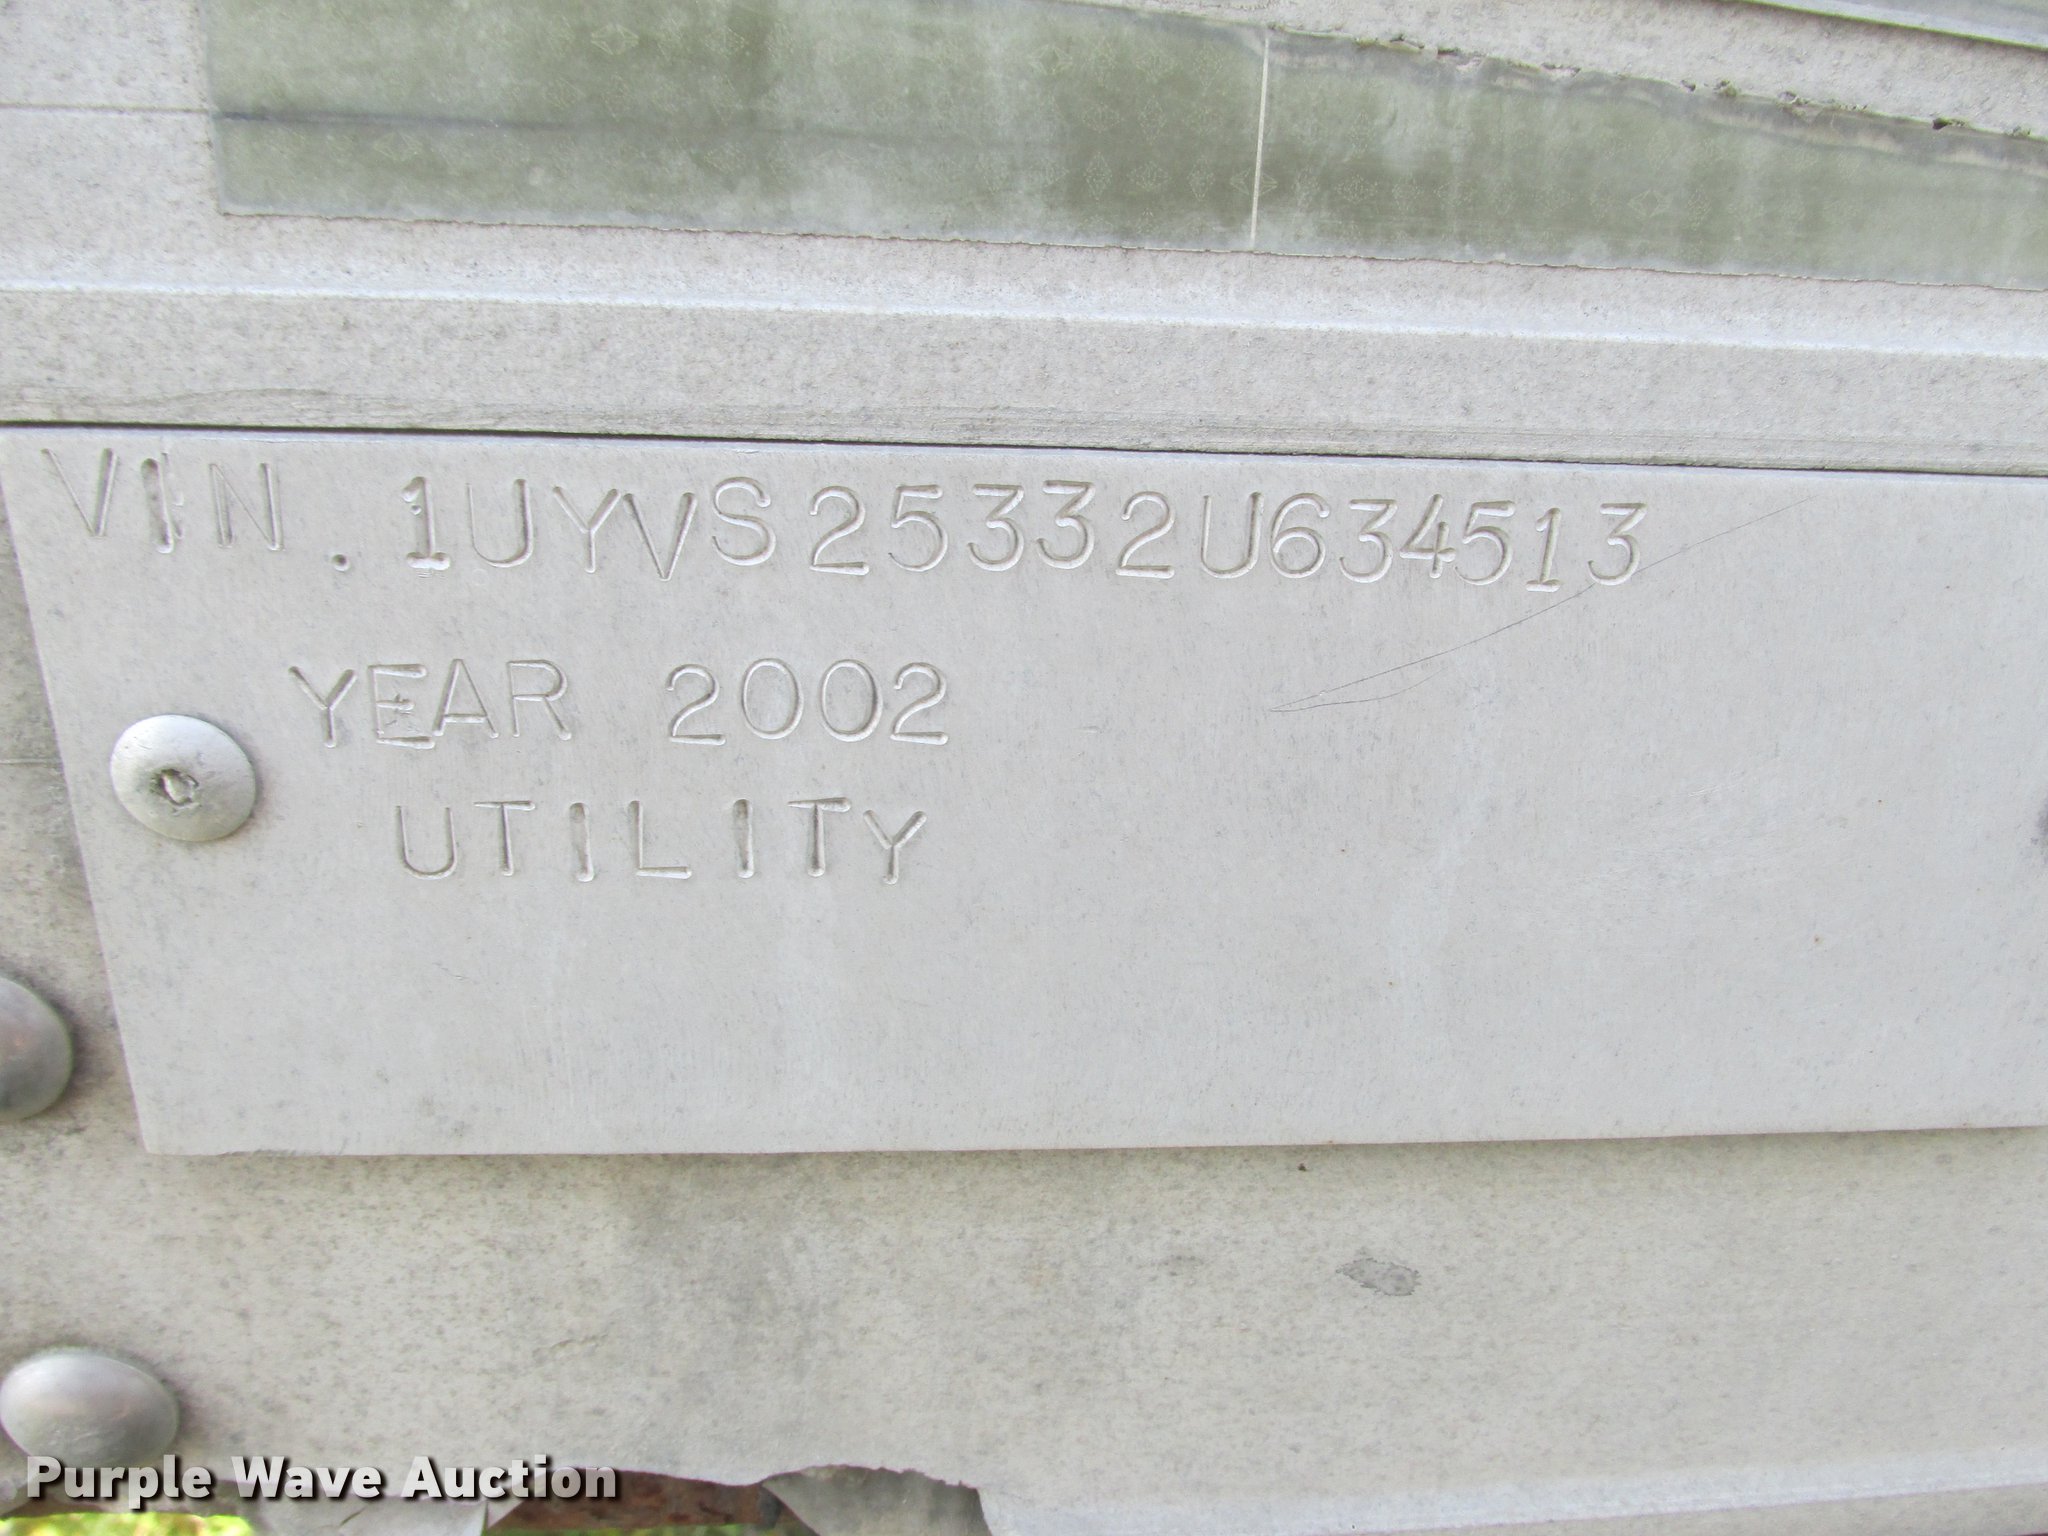 VIN. 1UYVS25332U634513
YEAR 2002
UTILITY
Purple Wave Auction